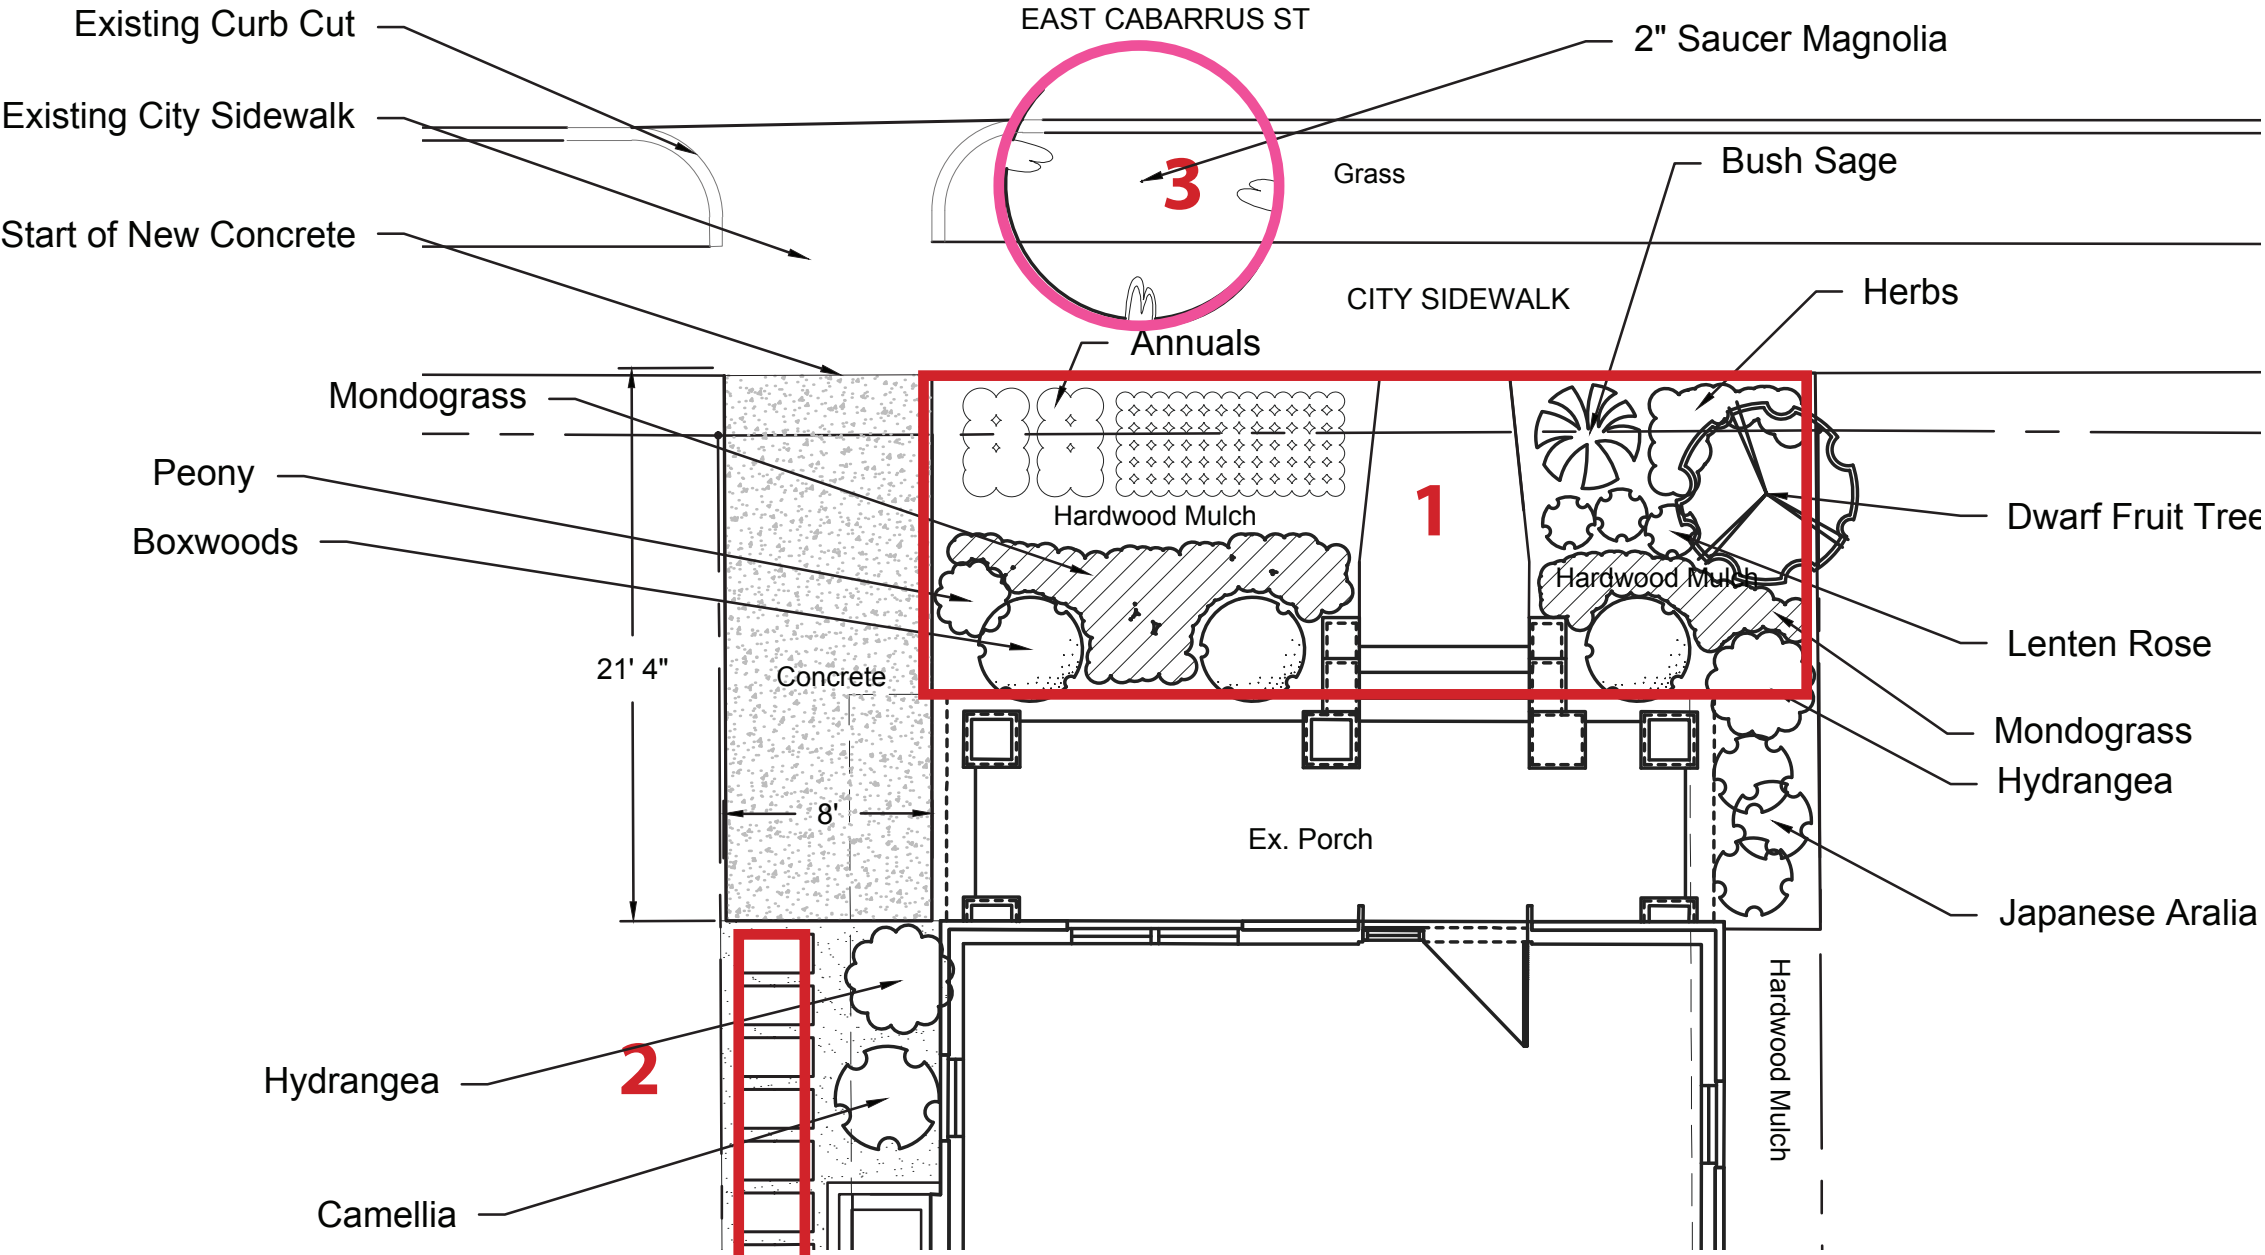 EAST CABARRUS ST
Existing Curb Cut
2" Saucer Magnolia
Existing City Sidewalk
Bush Sage
3
Grass
Start of New Concrete
Herbs
CITY SIDEWALK
Annuals
Mondograss
Peony
1
Hardwood Mulch
Dwarf Fruit Tree
Boxwoods
Hardwood Mulch
Lenten Rose
21' 4"
Concrete
Mondograss
Hydrangea
8'
Ex. Porch
Japanese Aralia
Hardwood Mulch
2
Hydrangea
Camellia